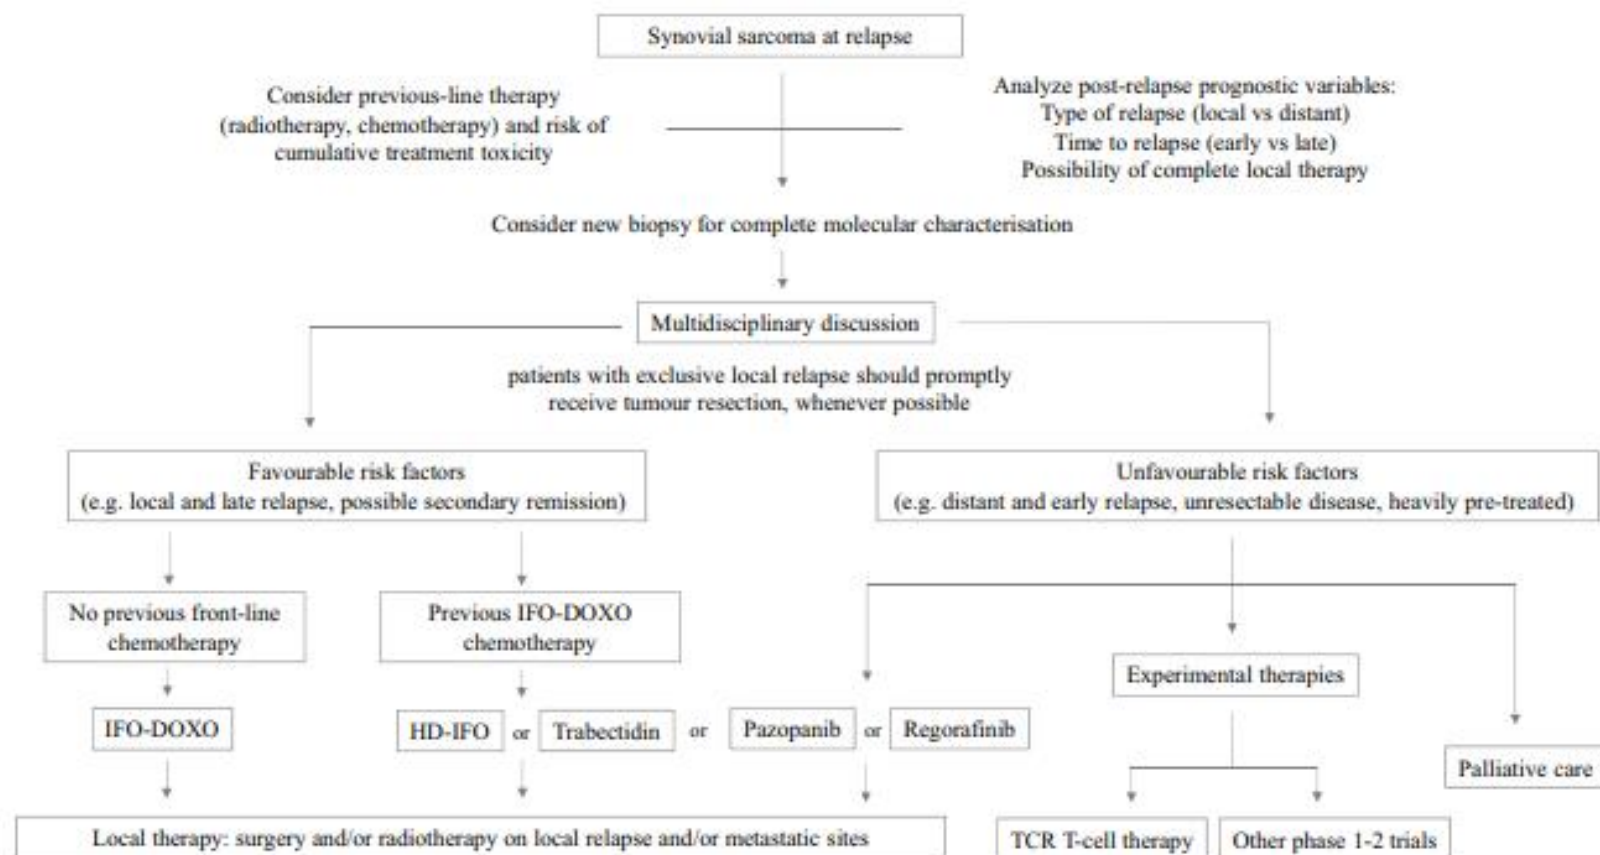 Synovial sarcoma at relapse
Consider previous-line therapy
(radiotherapy, chemotherapy) and risk of
cumulative treatment toxicity
Analyze post-relapse prognostic variables:
Type of relapse (local vs distant)
Time to relapse (early vs late)
Possibility of complete local therapy
Consider new biopsy for complete molecular characterisation
Multidisciplinary discussion
patients with exclusive local relapse should promptly
receive tumour resection, whenever possible
Favourable risk factors
(e.g. local and late relapse, possible secondary remission)
Unfavourable risk factors
(e.g. distant and early relapse, unresectable disease, heavily pre-treated)
No previous front-line
chemotherapy
Previous IFO-DOXO
chemotherapy
Experimental therapies
IFO-DOXO
HD-IFO or Trabectidin or Pazopanib or Regorafinib
Palliative care
Local therapy: surgery and/or radiotherapy on local relapse and/or metastatic sites
TCR T-cell therapy
Other phase 1-2 trials